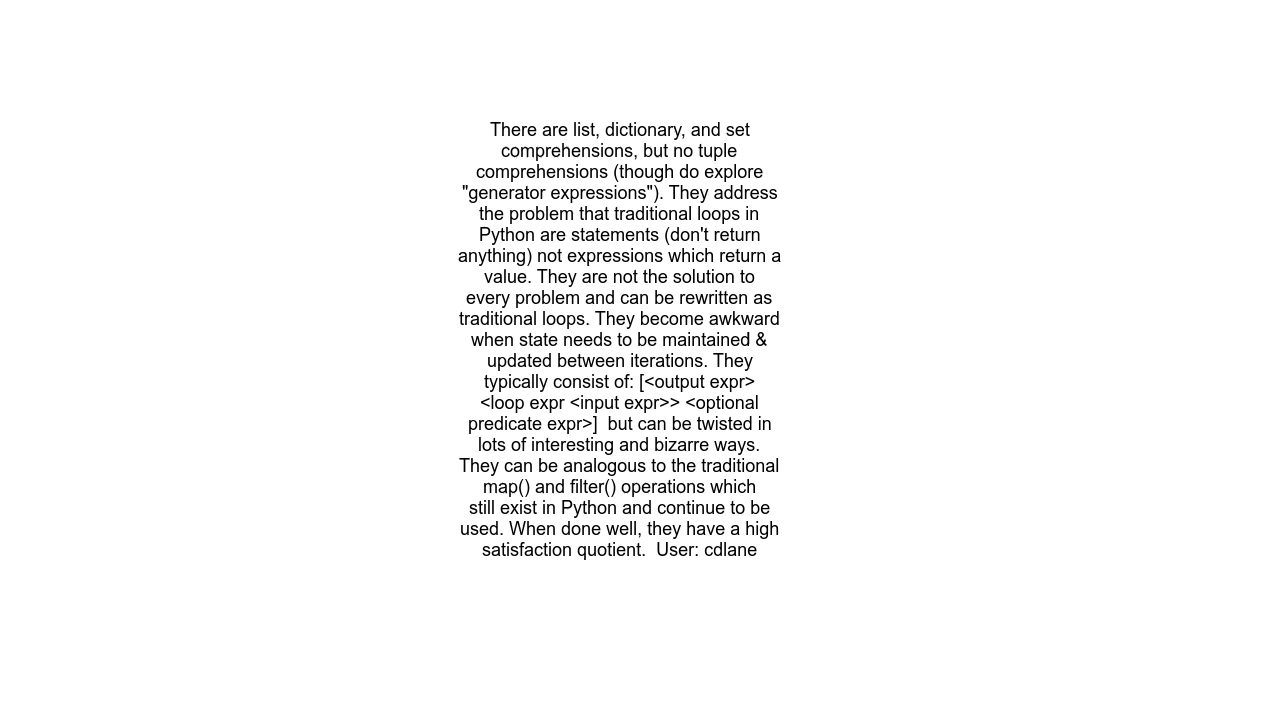 There are list, dictionary, and set
comprehensions, but no tuple
comprehensions (though do explore
"generator expressions"). They address
the problem that traditional loops in
Python are statements (don't return
anything) not expressions which return a
value. They are not the solution to
every problem and can be rewritten as
traditional loops. They become awkward
when state needs to be maintained &
updated between iterations. They
typically consist of: [<output expr>
<loop expr <input expr>> <optional
predicate expr>]  but can be twisted in
lots of interesting and bizarre ways.
They can be analogous to the traditional
map() and filter() operations which
still exist in Python and continue to be
used. When done well, they have a high
satisfaction quotient.  User: cdlane